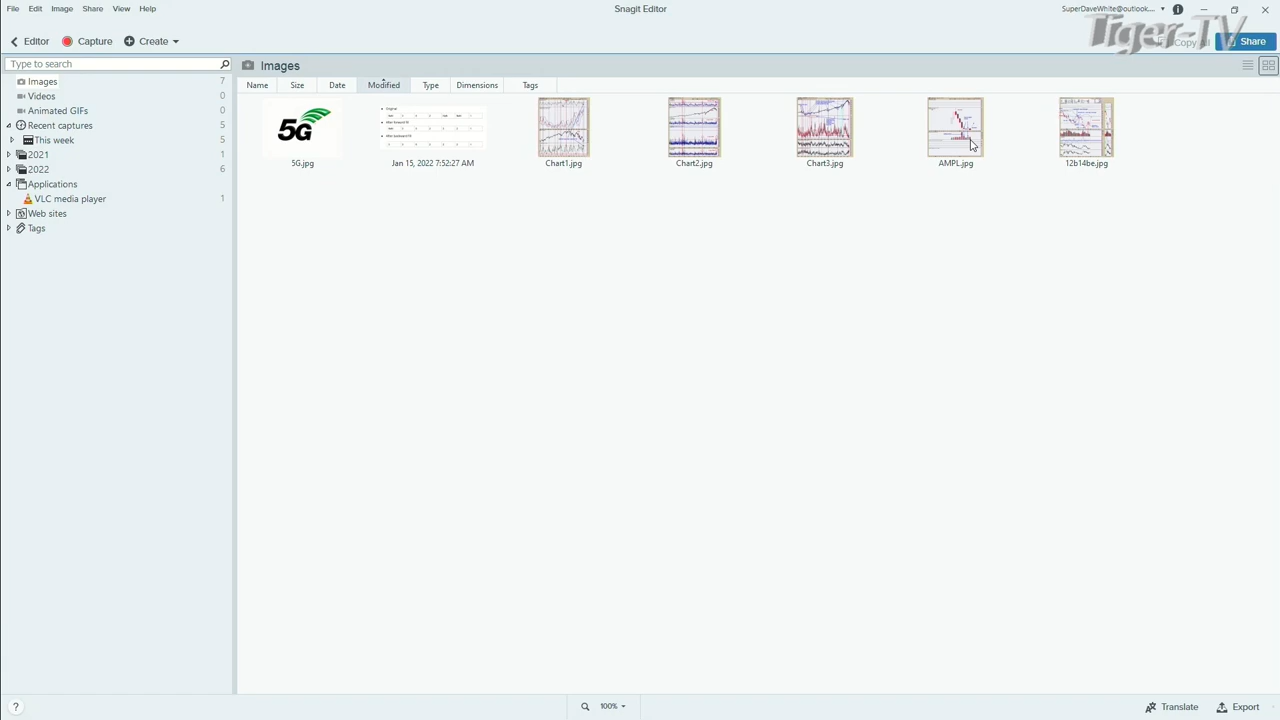 File Edit Image Share View Help
Snagit Editor
SuperDaveWhite@outlook....
Tiger-TV
Editor Capture Create
Copy all Share
Type to search
Images
Images 7
Videos 0
Animated GIFs 0
Recent captures 5
This week 5
2021 1
2022 6
Applications
VLC media player 1
Web sites
Tags
Name Size Date Modified Type Dimensions Tags
5G
5G.jpg Jan 15, 2022 7:52:27 AM Chart1.jpg Chart2.jpg Chart3.jpg AMPL.jpg 12b14be.jpg
? 100% Translate Export